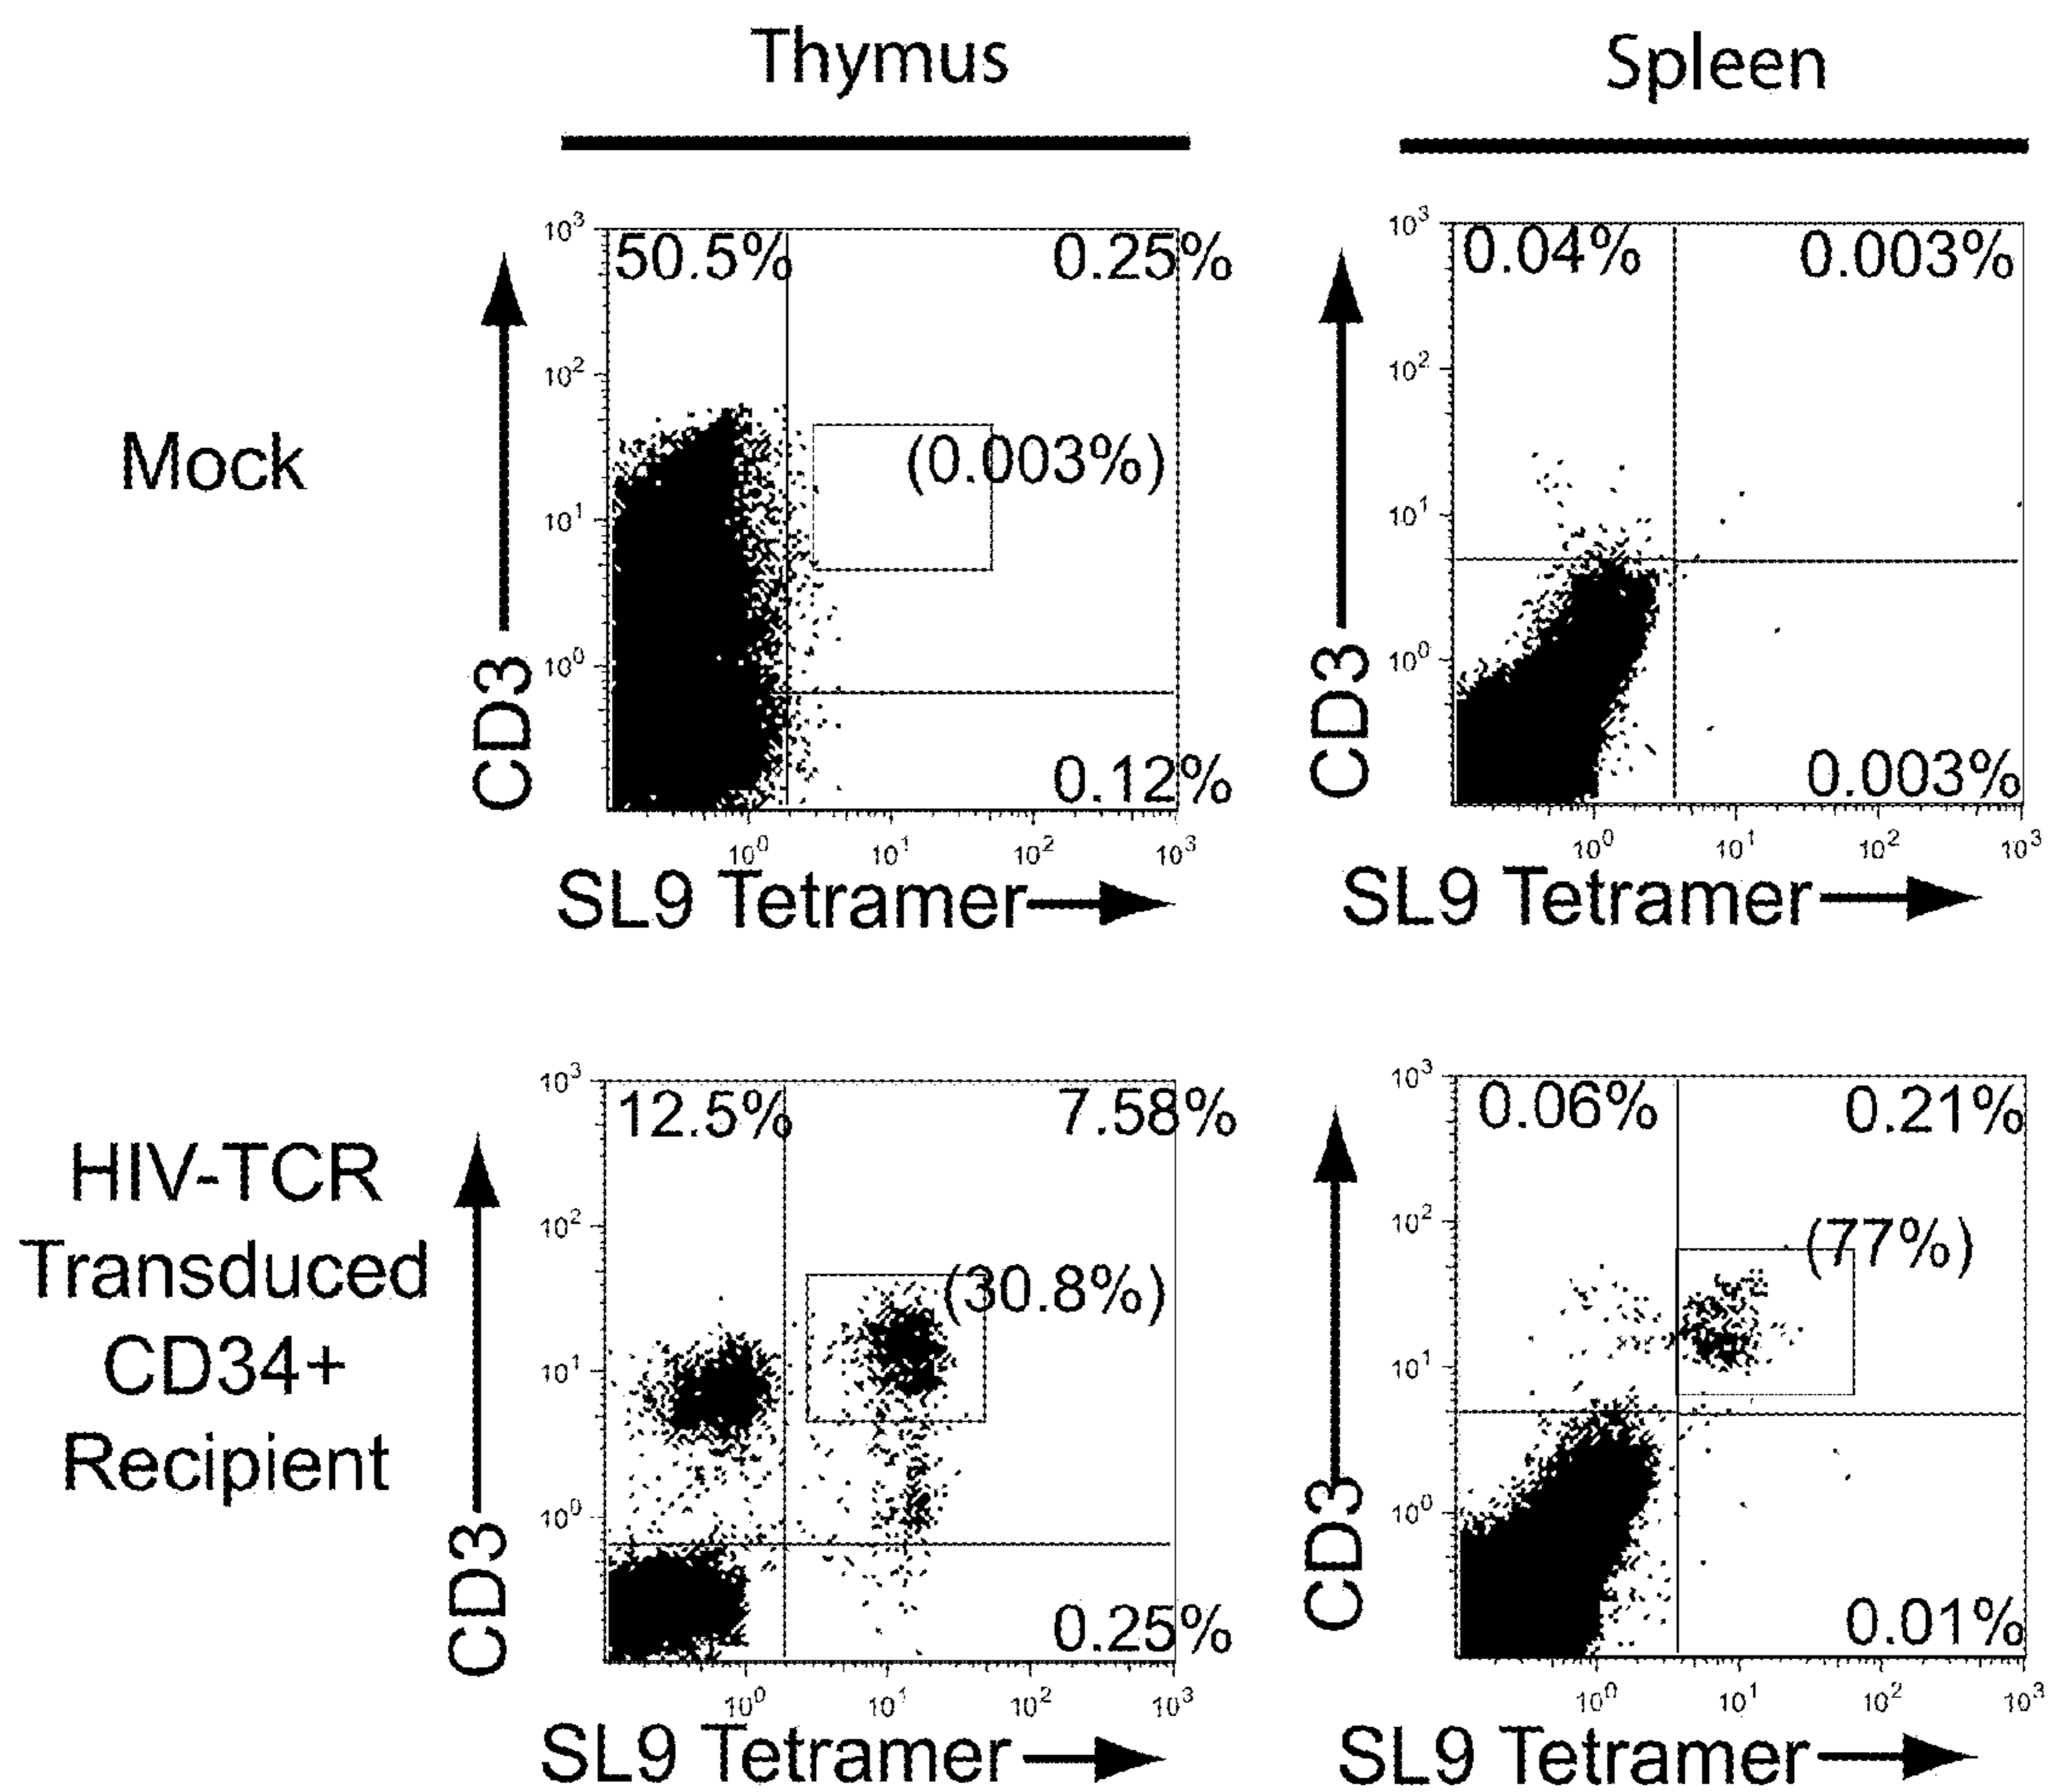 Thymus
Spleen
Mock
10³
50.5%
0.25%
10²
(0.003%)
10¹
10⁰
0.12%
CD3
10⁰ 10¹ 10² 10³
SL9 Tetramer
10³
0.04%
0.003%
10²
10¹
10⁰
0.003%
CD3
10⁰ 10¹ 10² 10³
SL9 Tetramer
HIV-TCR
Transduced
CD34+
Recipient
10³
12.5%
7.58%
10²
(30.8%)
10¹
10⁰
0.25%
CD3
10⁰ 10¹ 10² 10³
SL9 Tetramer
10³
0.06%
0.21%
10²
(77%)
10¹
10⁰
0.01%
CD3
10⁰ 10¹ 10² 10³
SL9 Tetramer